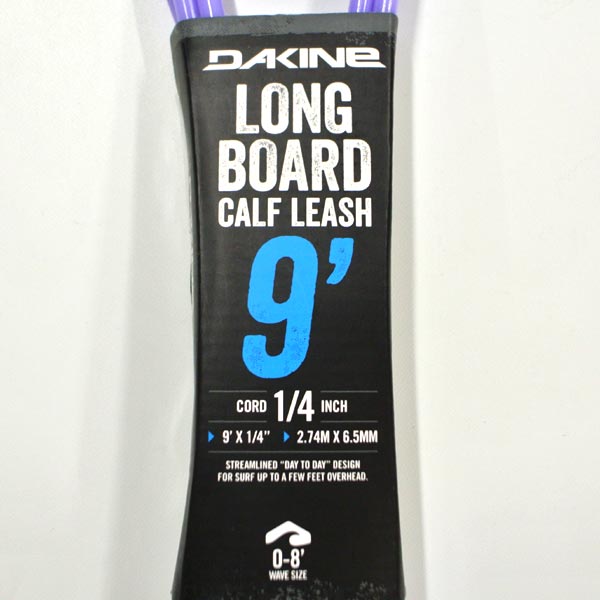 DAKINE
LONG
BOARD
CALF LEASH
9'
CORD 1/4 INCH
9' X 1/4" 2.74M X 6.5MM
STREAMLINED "DAY TO DAY" DESIGN
FOR SURF UP TO A FEW FEET OVERHEAD.
0-8'
WAVE SIZE